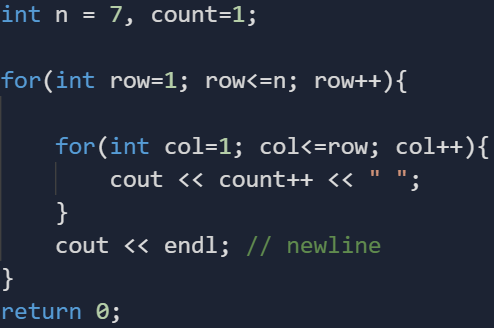 int n = 7, count=1;
for(int row=1; row<=n; row++){
for(int col=1; col<=row; col++){
cout << count++ << " ";
}
cout << endl; // newline
}
return 0;